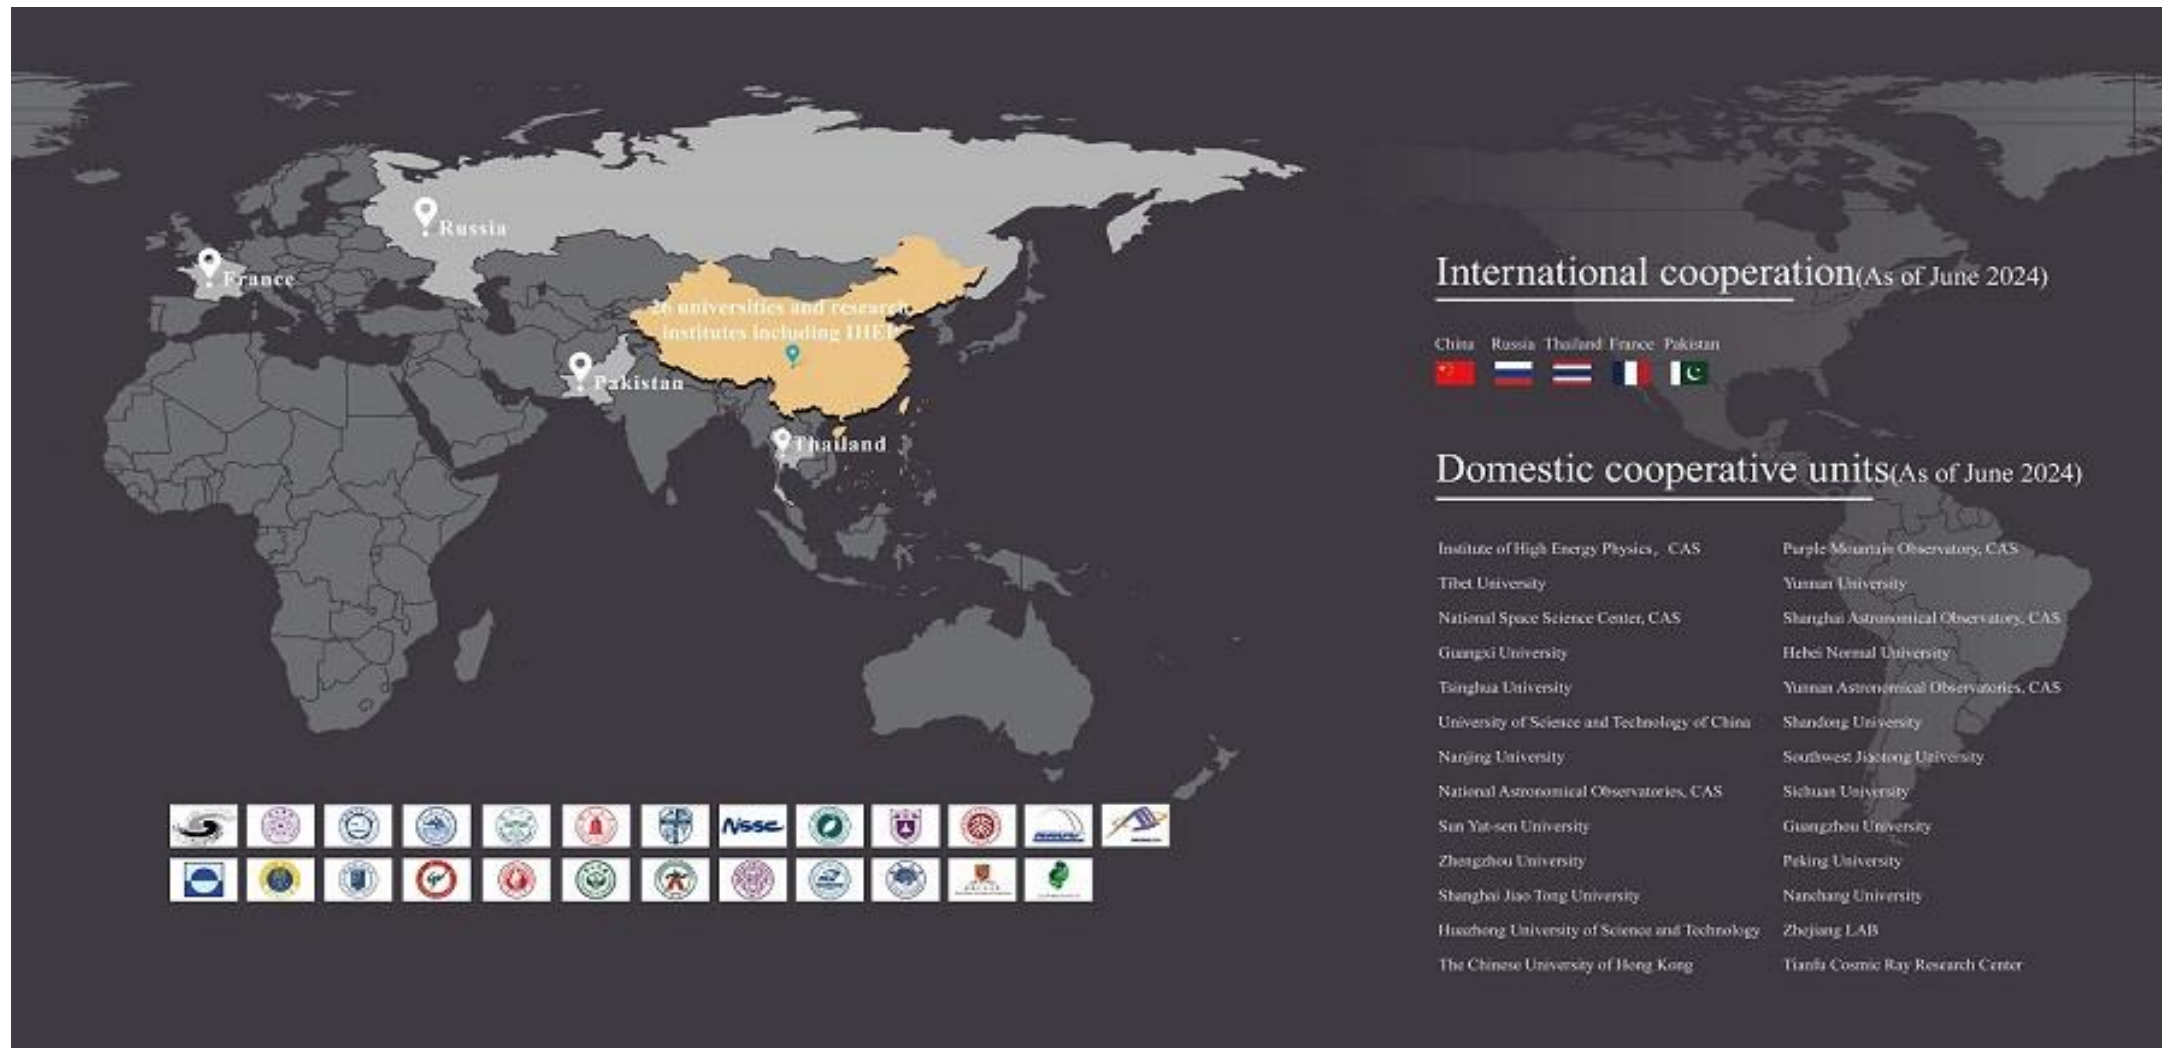 Russia
France
26 universities and research
institutes including IHEP
Pakistan
Thailand
International cooperation(As of June 2024)
China Russia Thailand France Pakistan
Domestic cooperative units(As of June 2024)
Institute of High Energy Physics，CAS
Purple Mountain Observatory, CAS
Tibet University
Yunnan University
National Space Science Center, CAS
Shanghai Astronomical Observatory, CAS
Guangxi University
Hebei Normal University
Tsinghua University
Yunnan Astronomical Observatories, CAS
University of Science and Technology of China
Shandong University
Nanjing University
Southwest Jiaotong University
National Astronomical Observatories, CAS
Sichuan University
Sun Yat-sen University
Guangzhou University
Zhengzhou University
Peking University
Shanghai Jiao Tong University
Nanchang University
Huazhong University of Science and Technology
Zhejiang LAB
The Chinese University of Hong Kong
Tianfu Cosmic Ray Research Center
NSSC